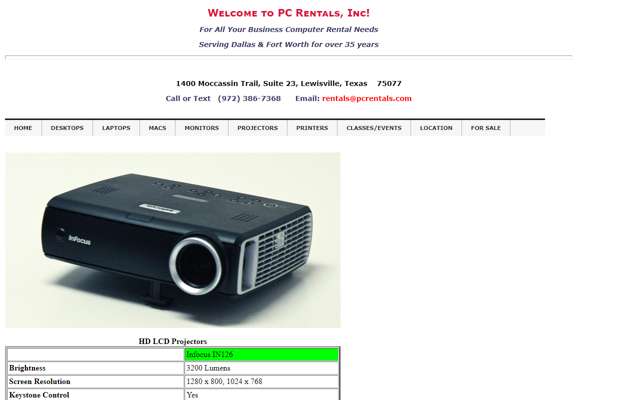 Welcome to PC Rentals, Inc!
For All Your Business Computer Rental Needs
Serving Dallas & Fort Worth for over 35 years
1400 Moccassin Trail, Suite 23, Lewisville, Texas 75077
Call or Text (972) 386-7368 Email: rentals@pcrentals.com
HOME DESKTOPS LAPTOPS MACS MONITORS PROJECTORS PRINTERS CLASSES/EVENTS LOCATION FOR SALE
InFocus
HD LCD Projectors
Infocus IN126
Brightness 3200 Lumens
Screen Resolution 1280 x 800, 1024 x 768
Keystone Control Yes